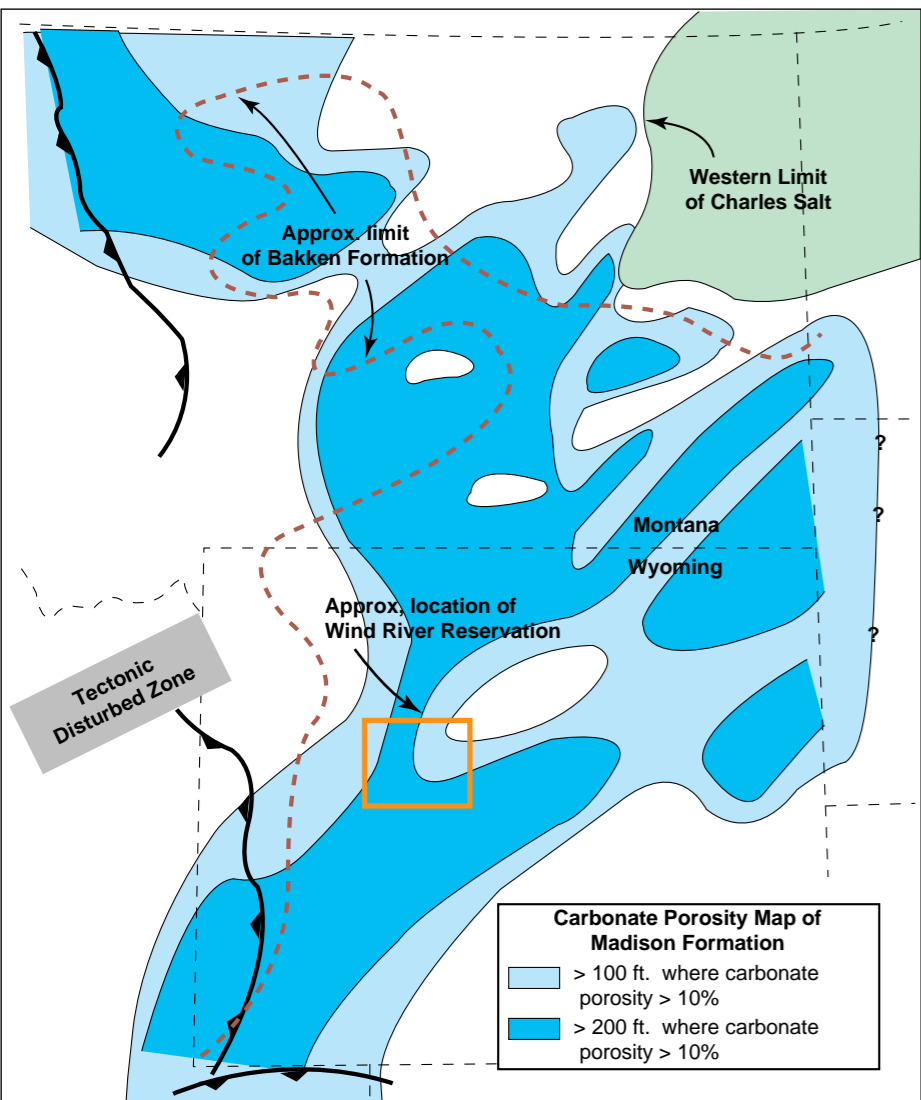 Western Limit
of Charles Salt
Approx. limit
of Bakken Formation
?
?
Montana
Wyoming
Approx, location of
Wind River Reservation
?
Tectonic
Disturbed Zone
Carbonate Porosity Map of
Madison Formation
> 100 ft. where carbonate
porosity > 10%
> 200 ft. where carbonate
porosity > 10%